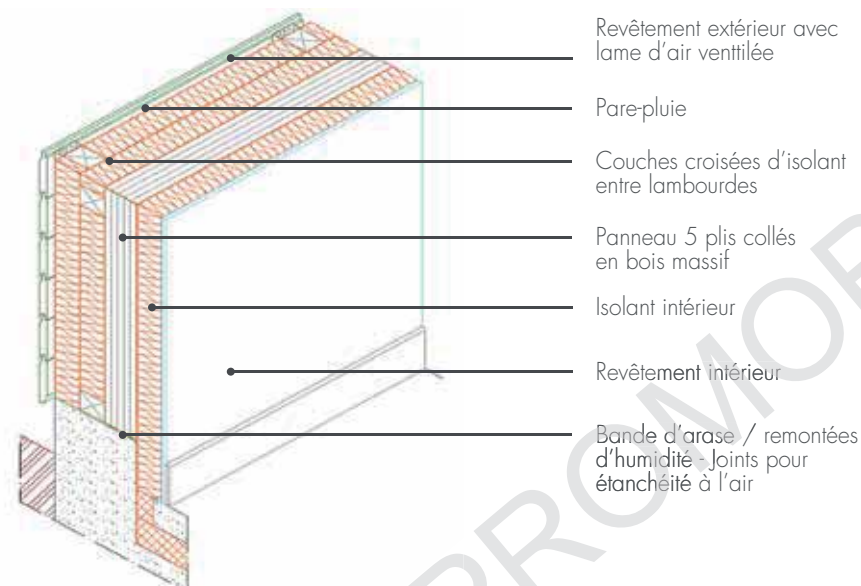 Revêtement extérieur avec
lame d'air venttilée
Pare-pluie
Couches croisées d'isolant
entre lambourdes
Panneau 5 plis collés
en bois massif
Isolant intérieur
Revêtement intérieur
Bande d'arase / remontées
d'humidité - Joints pour
étanchéité à l'air
PROMO